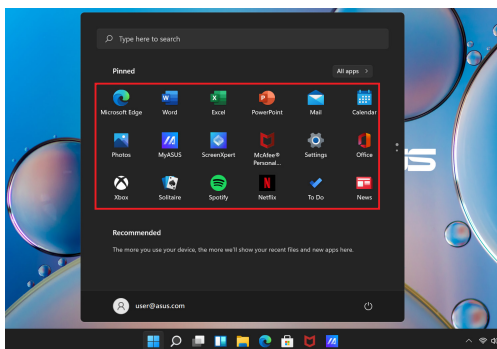 Type here to search
Pinned
All apps
Microsoft Edge
Word
Excel
PowerPoint
Mail
Calendar
Photos
MyASUS
ScreenXpert
McAfee®
Personal...
Settings
Office
Xbox
Solitaire
Spotify
Netflix
To Do
News
Recommended
The more you use your device, the more we'll show your recent files and new apps here.
user@asus.com